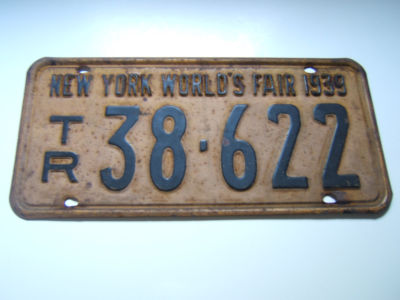 NEW YORK WORLD'S FAIR 1939
TR 38·622